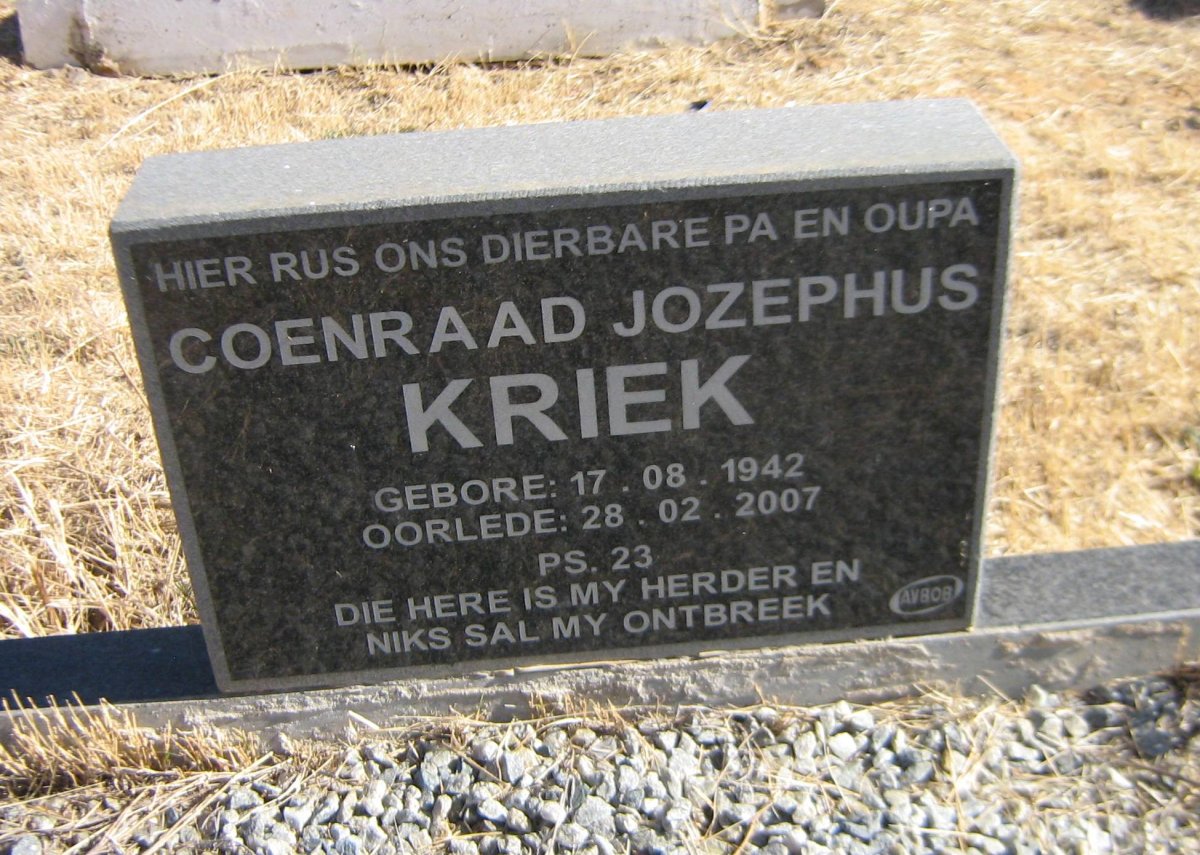 HIER RUS ONS DIERBARE PA EN OUPA
COENRAAD JOZEPHUS
KRIEK
GEBORE: 17 . 08 . 1942
OORLEDE: 28 . 02 . 2007
PS. 23
DIE HERE IS MY HERDER EN
NIKS SAL MY ONTBREEK
AVBOB